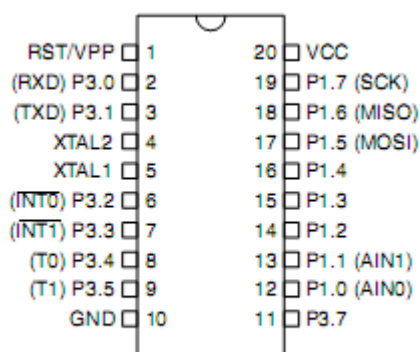 RST/VPP 1 20 VCC
(RXD) P3.0 2 19 P1.7 (SCK)
(TXD) P3.1 3 18 P1.6 (MISO)
XTAL2 4 17 P1.5 (MOSI)
XTAL1 5 16 P1.4
(INT0) P3.2 6 15 P1.3
(INT1) P3.3 7 14 P1.2
(T0) P3.4 8 13 P1.1 (AIN1)
(T1) P3.5 9 12 P1.0 (AIN0)
GND 10 11 P3.7